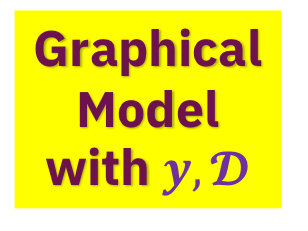 Graphical
Model
with 𝑦, 𝒟